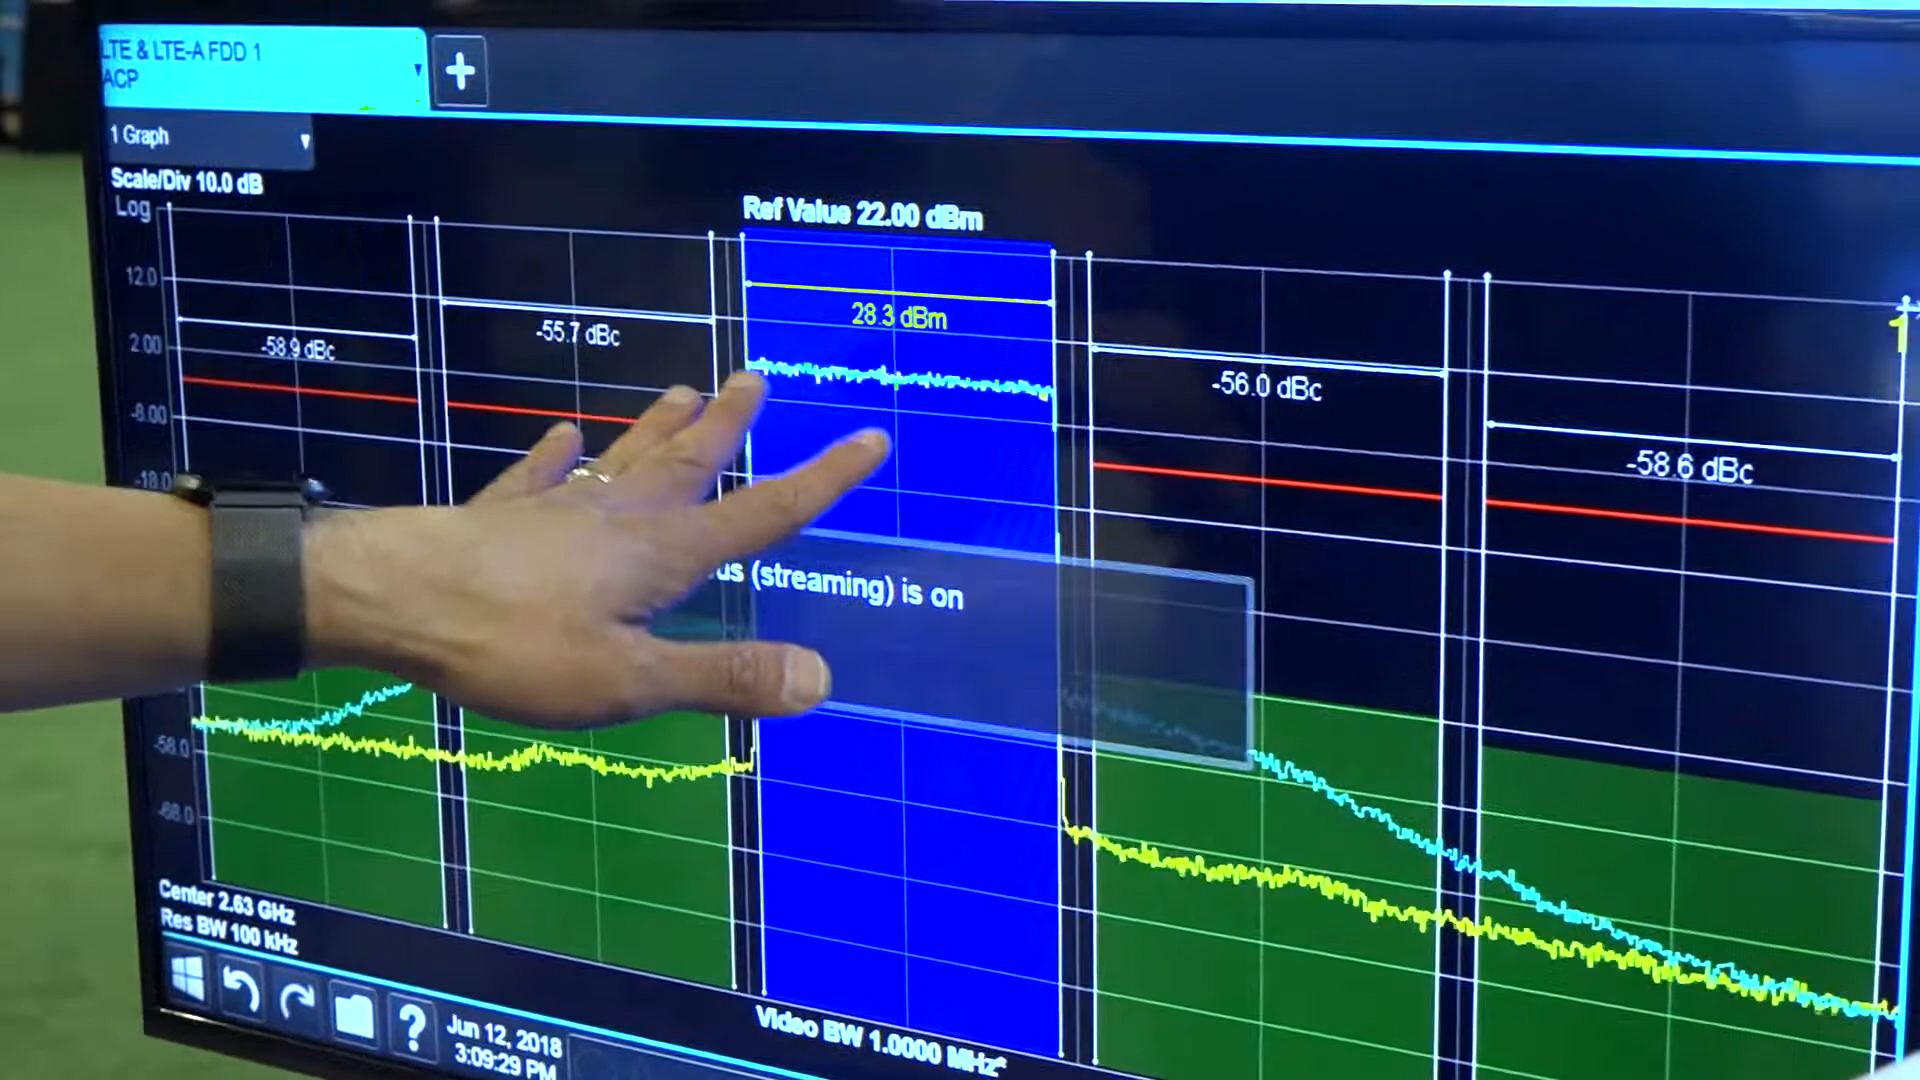 LTE & LTE-A FDD 1
ACP
1 Graph
Scale/Div 10.0 dB
Log
Ref Value 22.00 dBm
12.0
2.00
-8.00
-18.0
-58.0
-68.0
-58.9 dBc
-55.7 dBc
28.3 dBm
-56.0 dBc
-58.6 dBc
1
us (streaming) is on
Center 2.63 GHz
Res BW 100 kHz
Video BW 1.0000 MHz*
?
Jun 12, 2018
3:09:29 PM